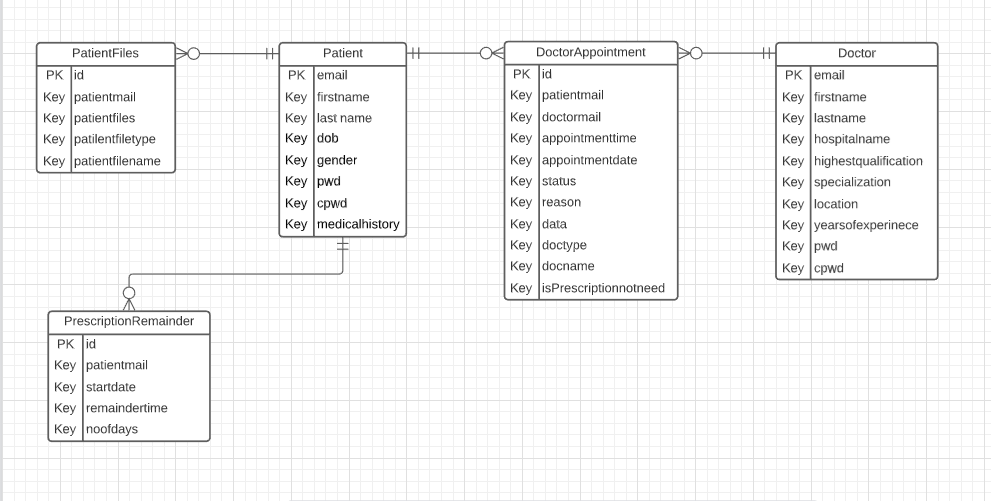 PatientFiles
PK id
Key patientmail
Key patientfiles
Key patilentfiletype
Key patientfilename
Patient
PK email
Key firstname
Key last name
Key dob
Key gender
Key pwd
Key cpwd
Key medicalhistory
DoctorAppointment
PK id
Key patientmail
Key doctormail
Key appointmenttime
Key appointmentdate
Key status
Key reason
Key data
Key doctype
Key docname
Key isPrescriptionnotneed
Doctor
PK email
Key firstname
Key lastname
Key hospitalname
Key highestqualification
Key specialization
Key location
Key yearsofexperinece
Key pwd
Key cpwd
PrescriptionRemainder
PK id
Key patientmail
Key startdate
Key remaindertime
Key noofdays